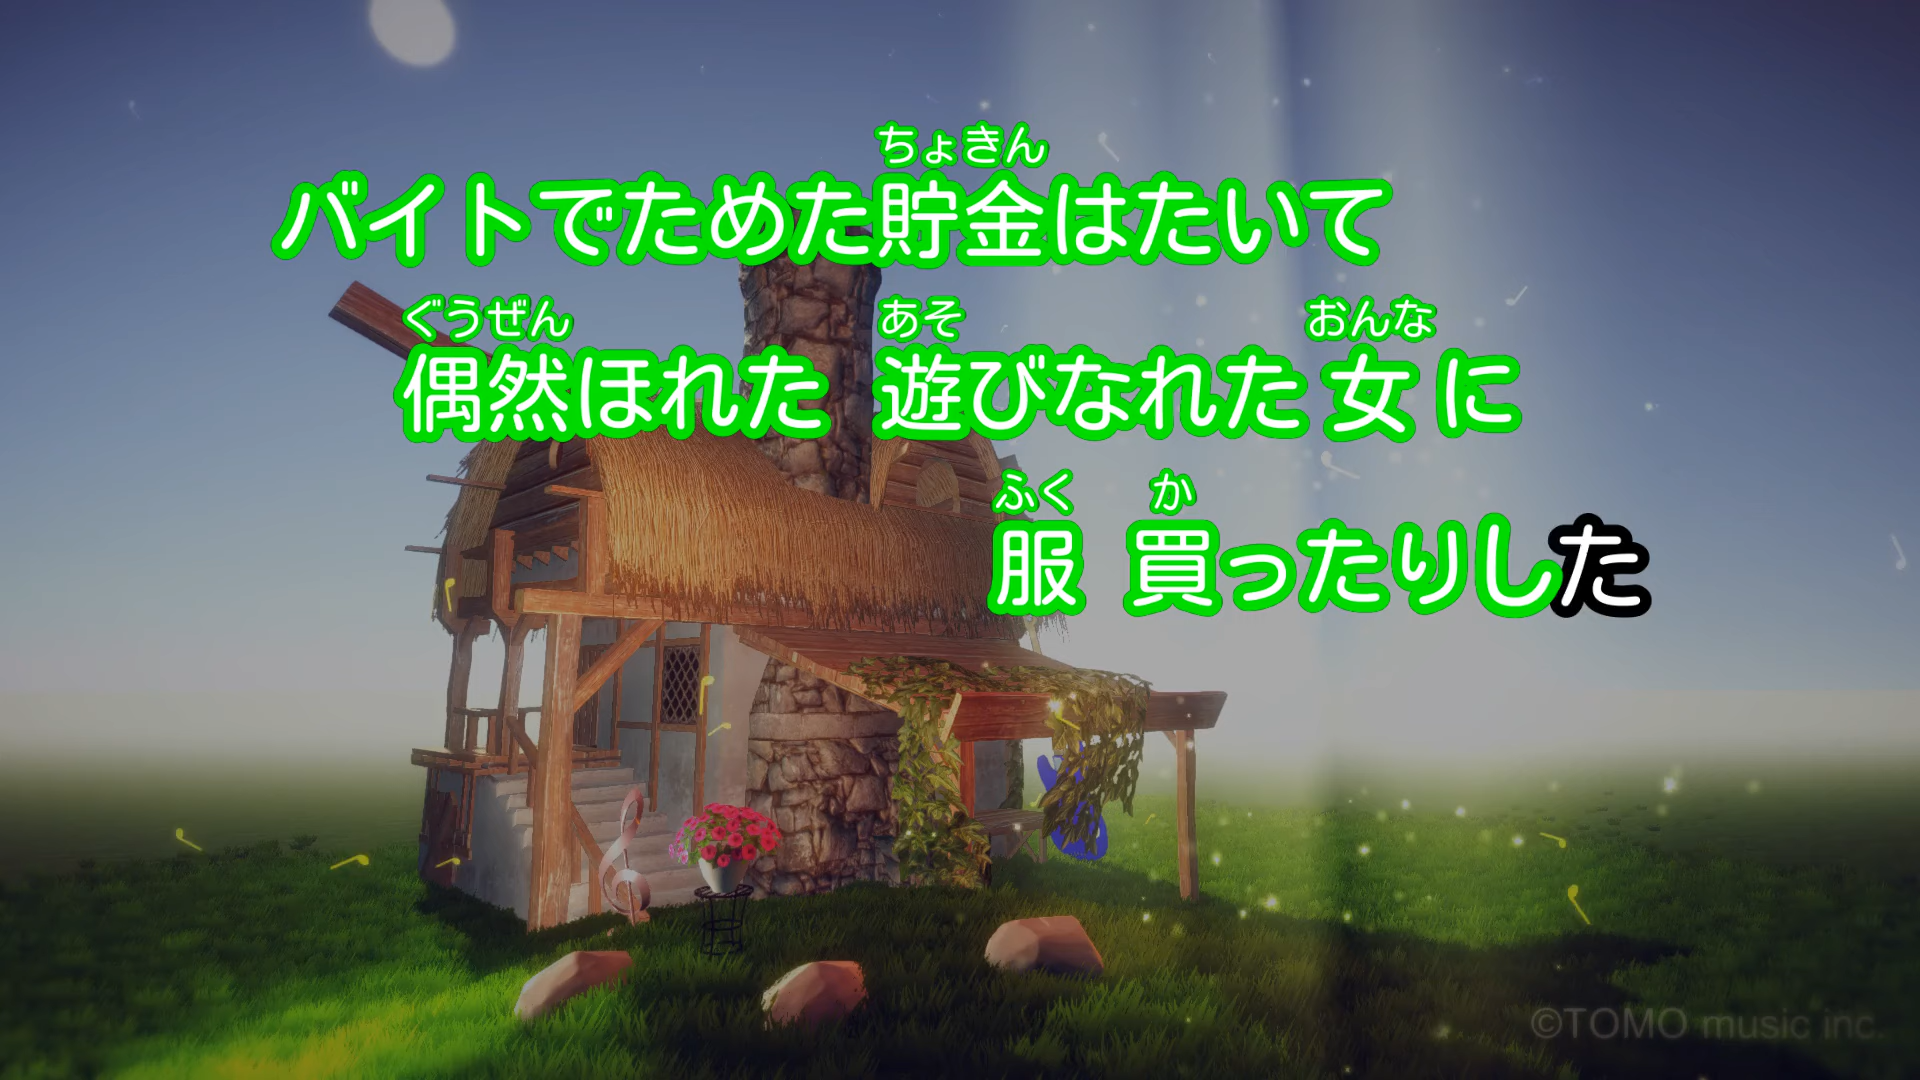 ちょきん
バイトでためた貯金はたいて
ぐうぜん あそ おんな
偶然ほれた 遊びなれた女に
ふく か
服 買ったりした
©TOMO music inc.